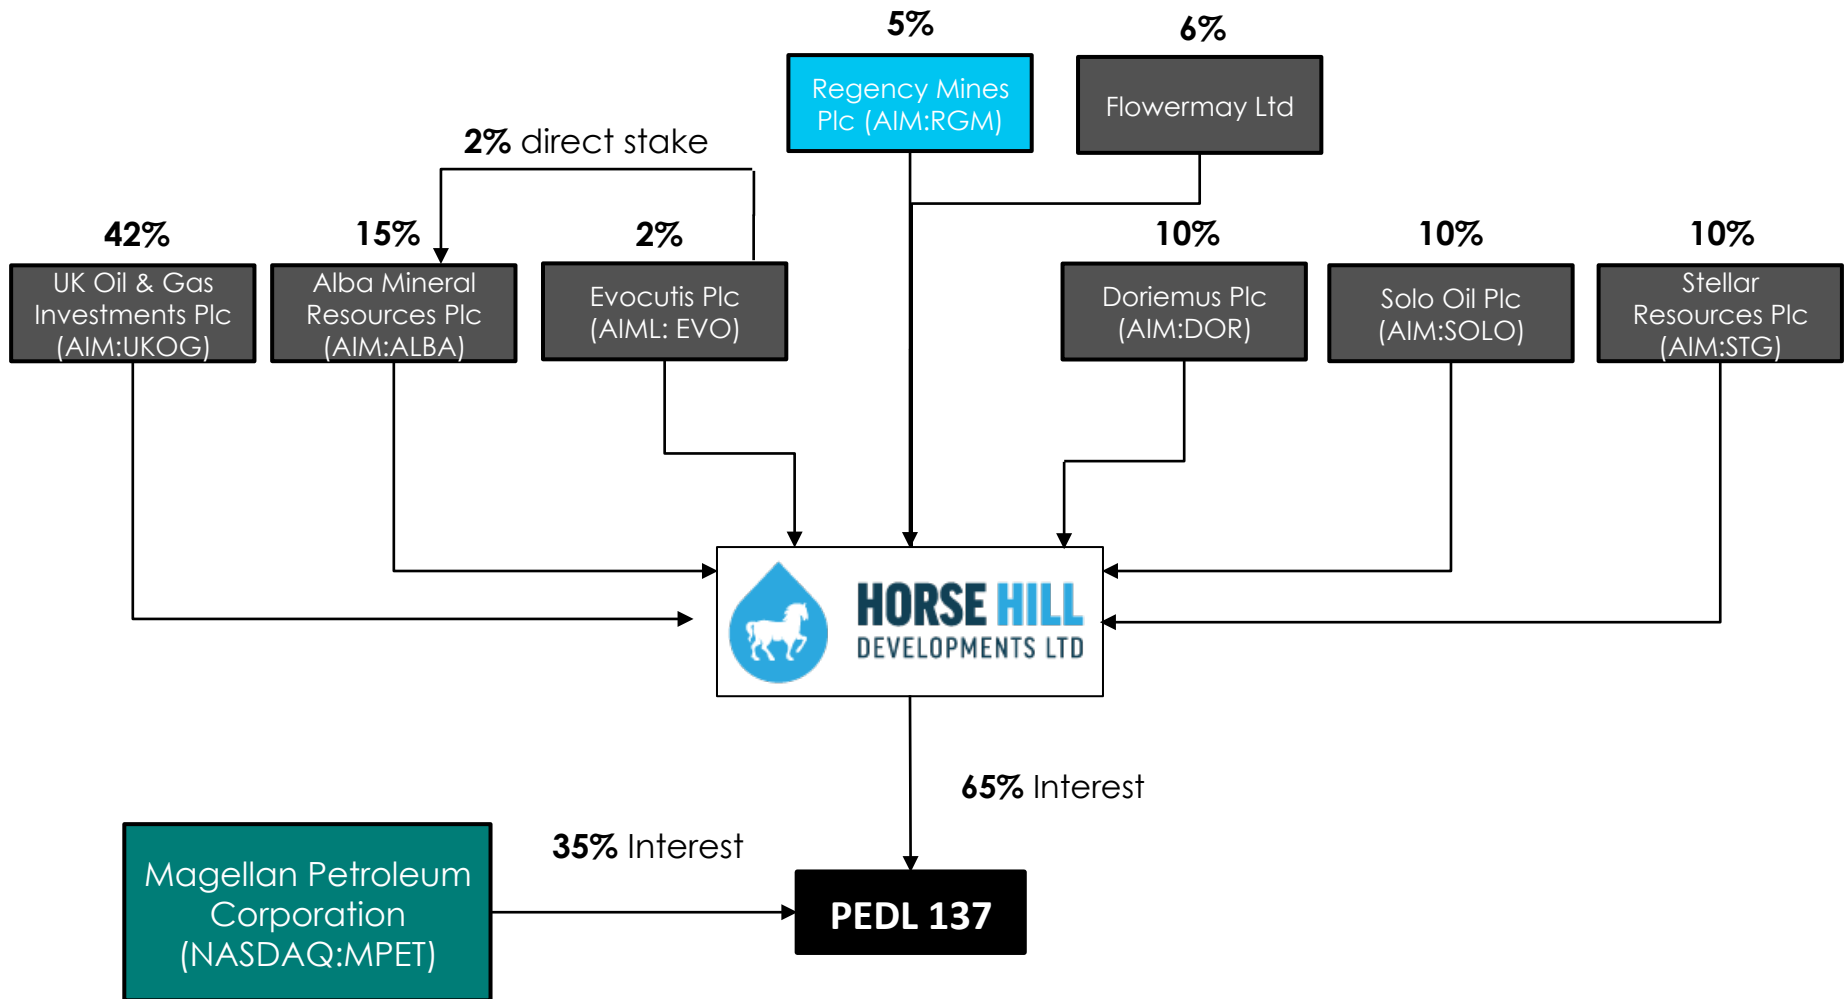 5%
6%
Regency Mines
Plc (AIM:RGM)
Flowermay Ltd
2% direct stake
42%
15%
2%
10%
10%
10%
UK Oil & Gas
Investments Plc
(AIM:UKOG)
Alba Mineral
Resources Plc
(AIM:ALBA)
Evocutis Plc
(AIML: EVO)
Doriemus Plc
(AIM:DOR)
Solo Oil Plc
(AIM:SOLO)
Stellar
Resources Plc
(AIM:STG)
HORSE HILL
DEVELOPMENTS LTD
65% Interest
35% Interest
Magellan Petroleum
Corporation
(NASDAQ:MPET)
PEDL 137